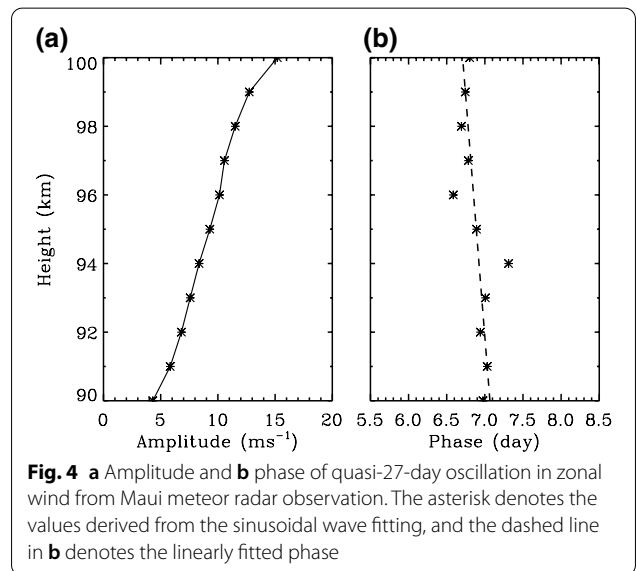 (a) (b)
100
98
96
94
92
90
Height (km)
0 5 10 15 20
Amplitude (ms⁻¹)
5.5 6.0 6.5 7.0 7.5 8.0 8.5
Phase (day)
Fig. 4 a Amplitude and b phase of quasi-27-day oscillation in zonal
wind from Maui meteor radar observation. The asterisk denotes the
values derived from the sinusoidal wave fitting, and the dashed line
in b denotes the linearly fitted phase